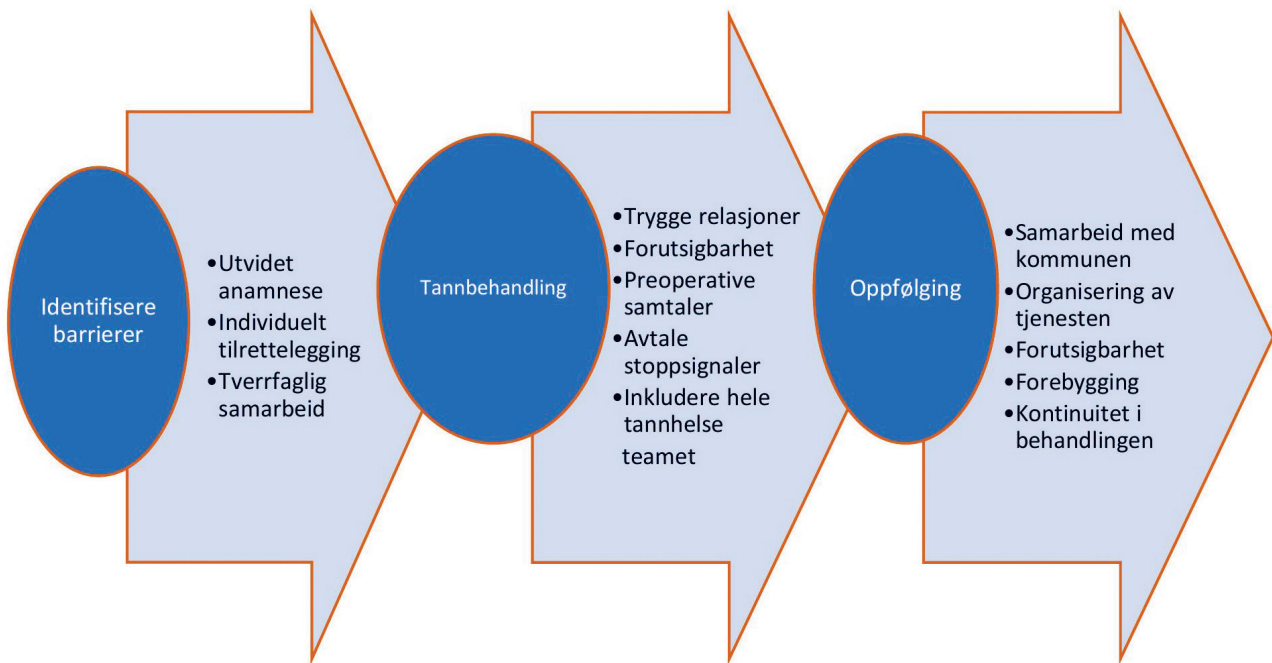 Identifisere
barrierer
•Utvidet
anamnese
•Individuelt
tilrettelegging
•Tverrfaglig
samarbeid
Tannbehandling
•Trygge relasjoner
•Forutsigbarhet
•Preoperative
samtaler
•Avtale
stoppsignaler
•Inkludere hele
tannhelse
teamet
Oppfølging
•Samarbeid med
kommunen
•Organisering av
tjenesten
•Forutsigbarhet
•Forebygging
•Kontinuitet i
behandlingen